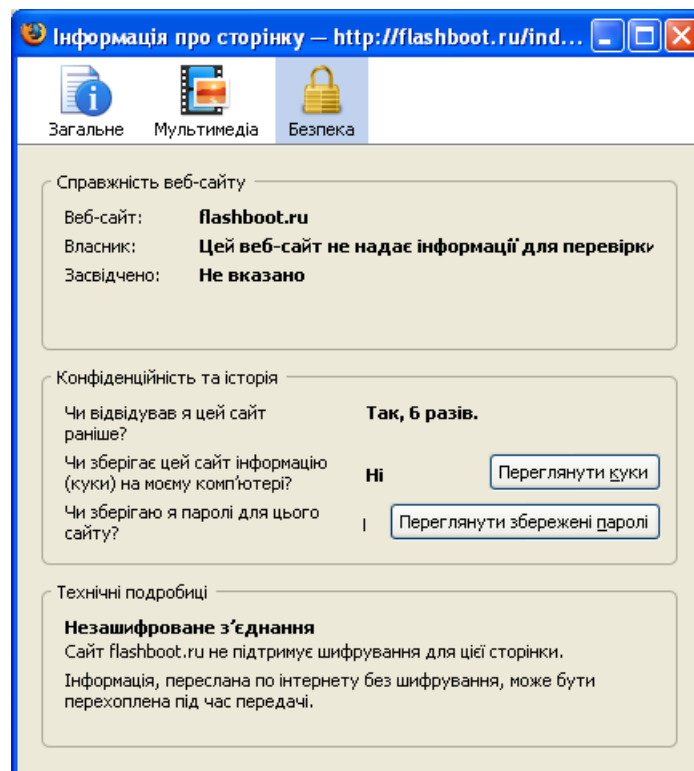 Інформація про сторінку — http://flashboot.ru/ind...
Загальне Мультимедіа Безпека
Справжність веб-сайту
Веб-сайт: flashboot.ru
Власник: Цей веб-сайт не надає інформації для перевірки
Засвідчено: Не вказано
Конфіденційність та історія
Чи відвідував я цей сайт
раніше?
Так, 6 разів.
Чи зберігає цей сайт інформацію
(куки) на моєму комп'ютері?
Ні
Переглянути куки
Чи зберігаю я паролі для цього
сайту?
Переглянути збережені паролі
Технічні подробиці
Незашифроване з'єднання
Сайт flashboot.ru не підтримує шифрування для цієї сторінки.
Інформація, переслана по інтернету без шифрування, може бути
перехоплена під час передачі.